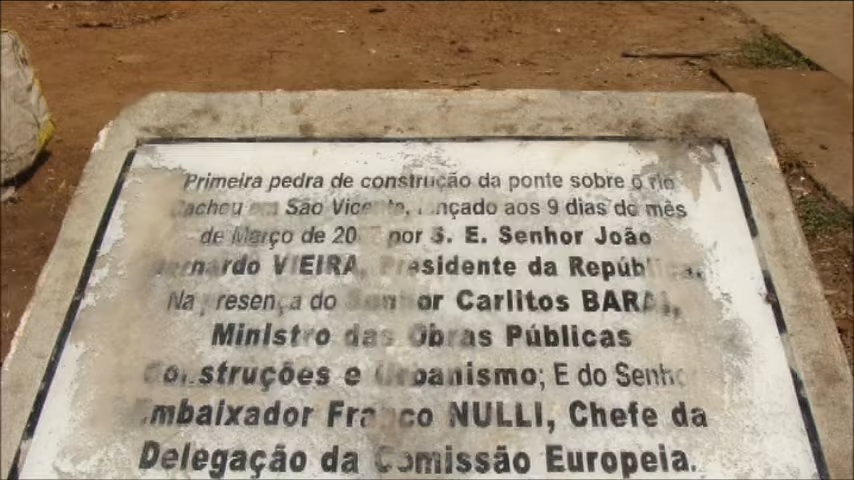 Primeira pedra de construção da ponte sobre o rio
Cacheu em São Vicente, lançado aos 9 dias do mês
de Março de por S. E. Senhor João
Bernardo VIEIRA, Presidente da República.
Na presença do Senhor Carlitos
Ministro das Obras Públicas
Construções e Urbanismo; E do Senhor
Embaixador Franco NULLI, Chefe da
Delegação da Comissão Europeia.